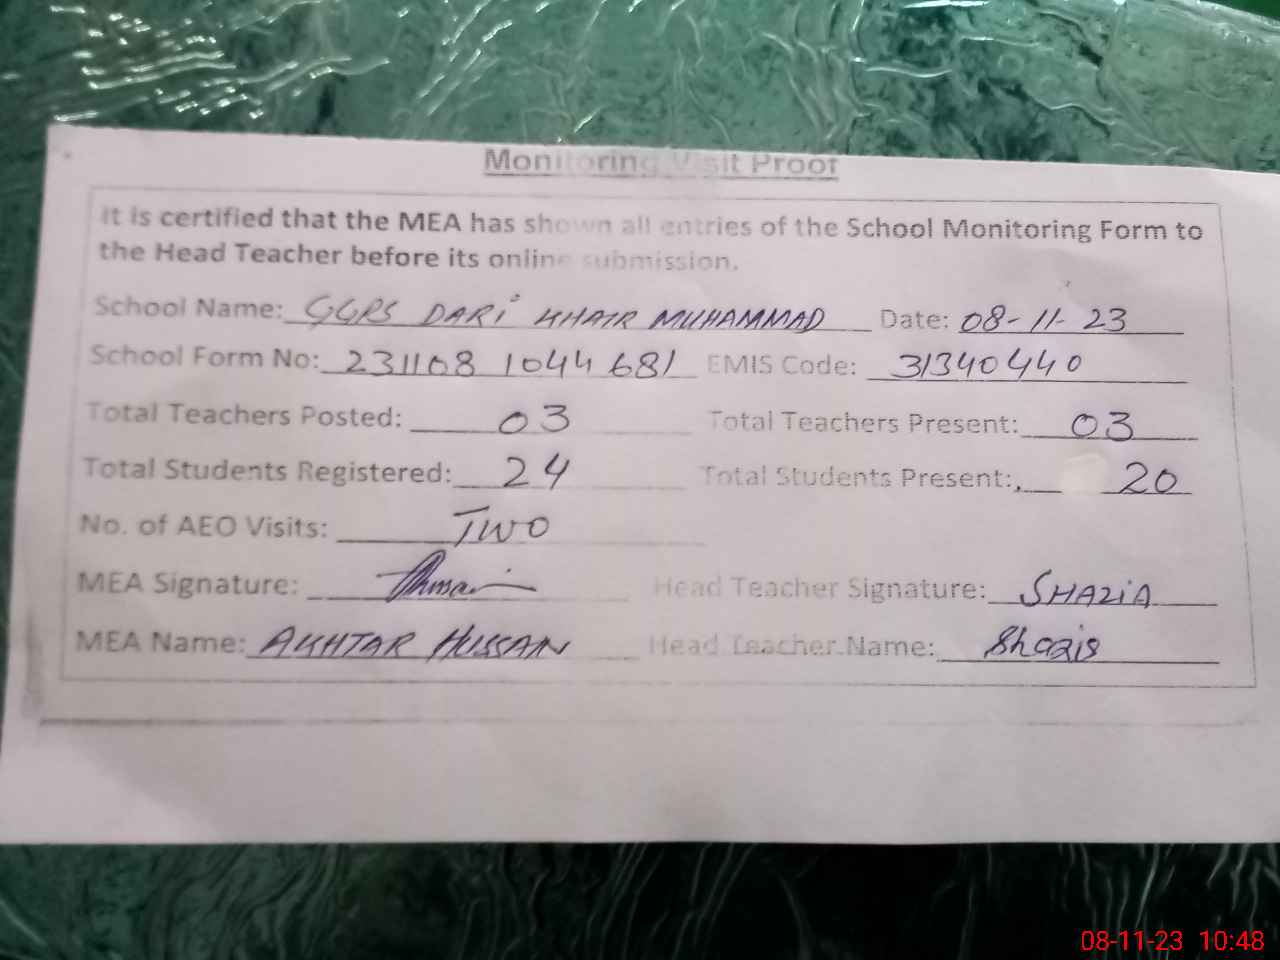 Monitoring Visit Proof
It is certified that the MEA has shown all entries of the School Monitoring Form to
the Head Teacher before its online submission.
School Name: GGPS DARI KHAIR MUHAMMAD Date: 08-11-23
School Form No: 231108 1044 681 EMIS Code: 31340440
Total Teachers Posted: 03 Total Teachers Present: 03
Total Students Registered: 24 Total Students Present: 20
No. of AEO Visits: TWO
MEA Signature: Head Teacher Signature: SHAZIA
MEA Name: AKHTAR HUSSAIN Head Teacher Name: Shazia
08-11-23 10:48